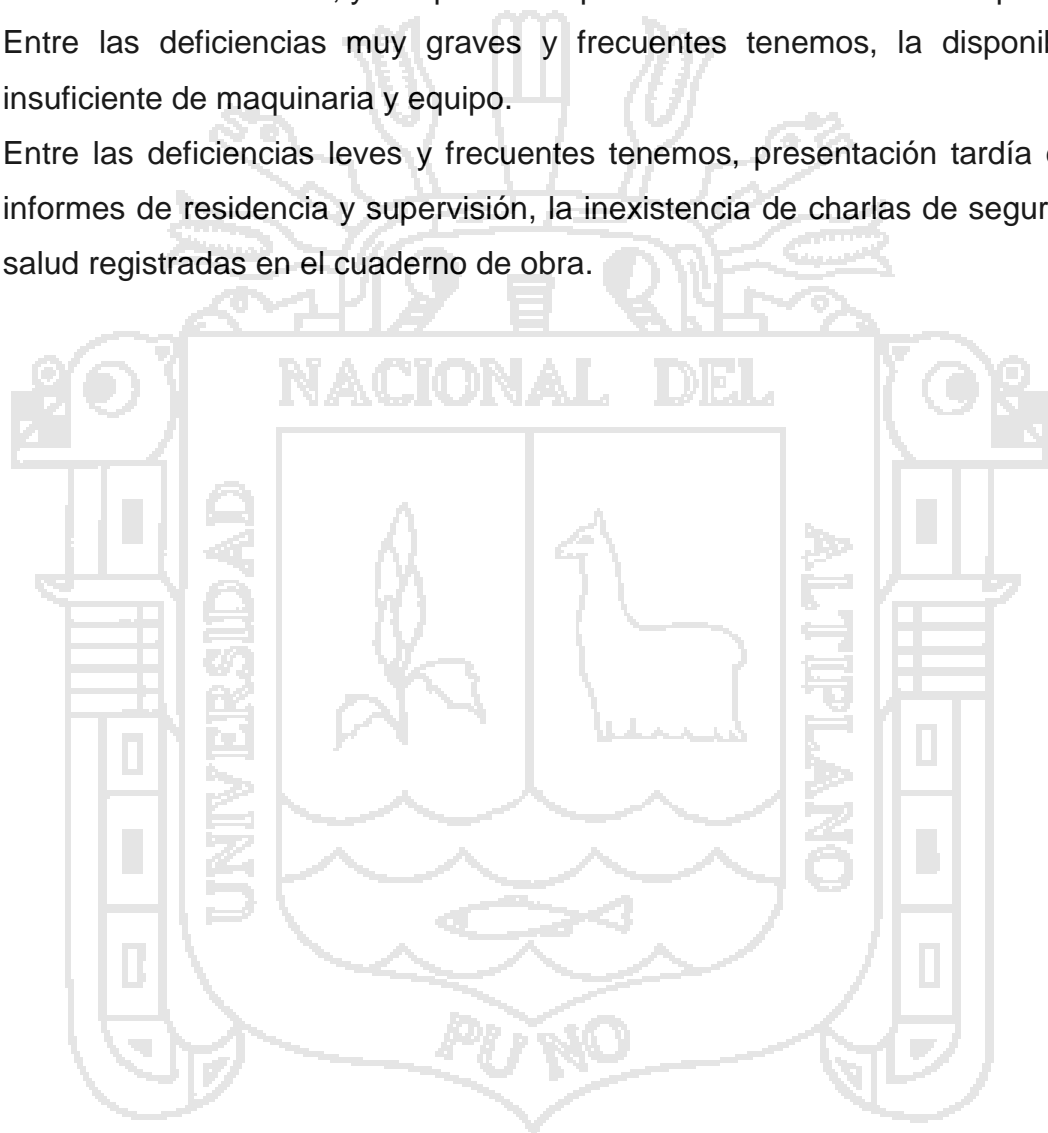 Entre las deficiencias muy graves y frecuentes tenemos, la
insuficiente de maquinaria y equipo.
Entre las deficiencias leves y frecuentes tenemos, presentación tardía
informes de residencia y supervisión, la inexistencia de charlas de
salud registradas en el cuaderno de obra.
NACIONAL DEL
UNIVERSIDAD
ALTIPLANO
PUNO